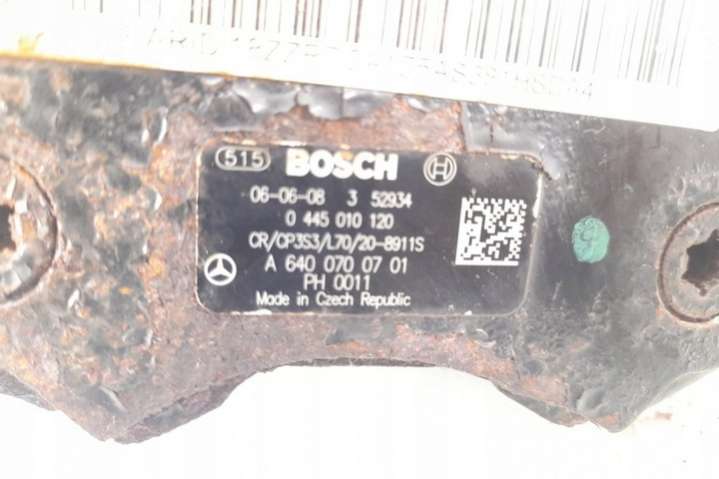 515 BOSCH
06-06-08 3 52934
0 445 010 120
CR/CP3S3/L70/20-8911S
A 640 070 07 01
PH 0011
Made in Czech Republic